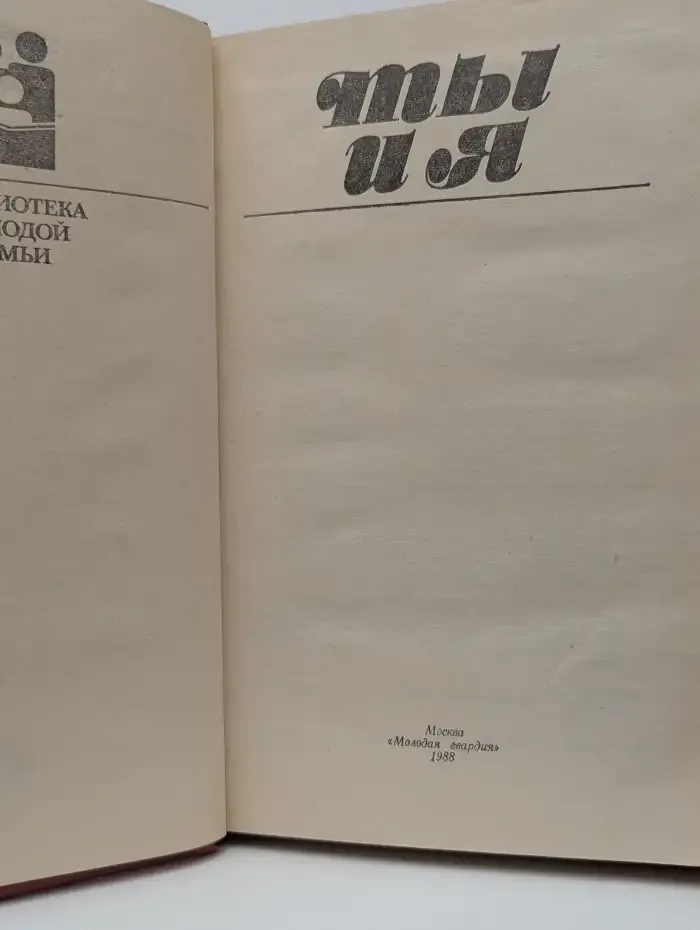 ИОТЕКА
ОДОЙ
МЬИ
ТЫ
И Я
Москва
«Молодая гвардия»
1988